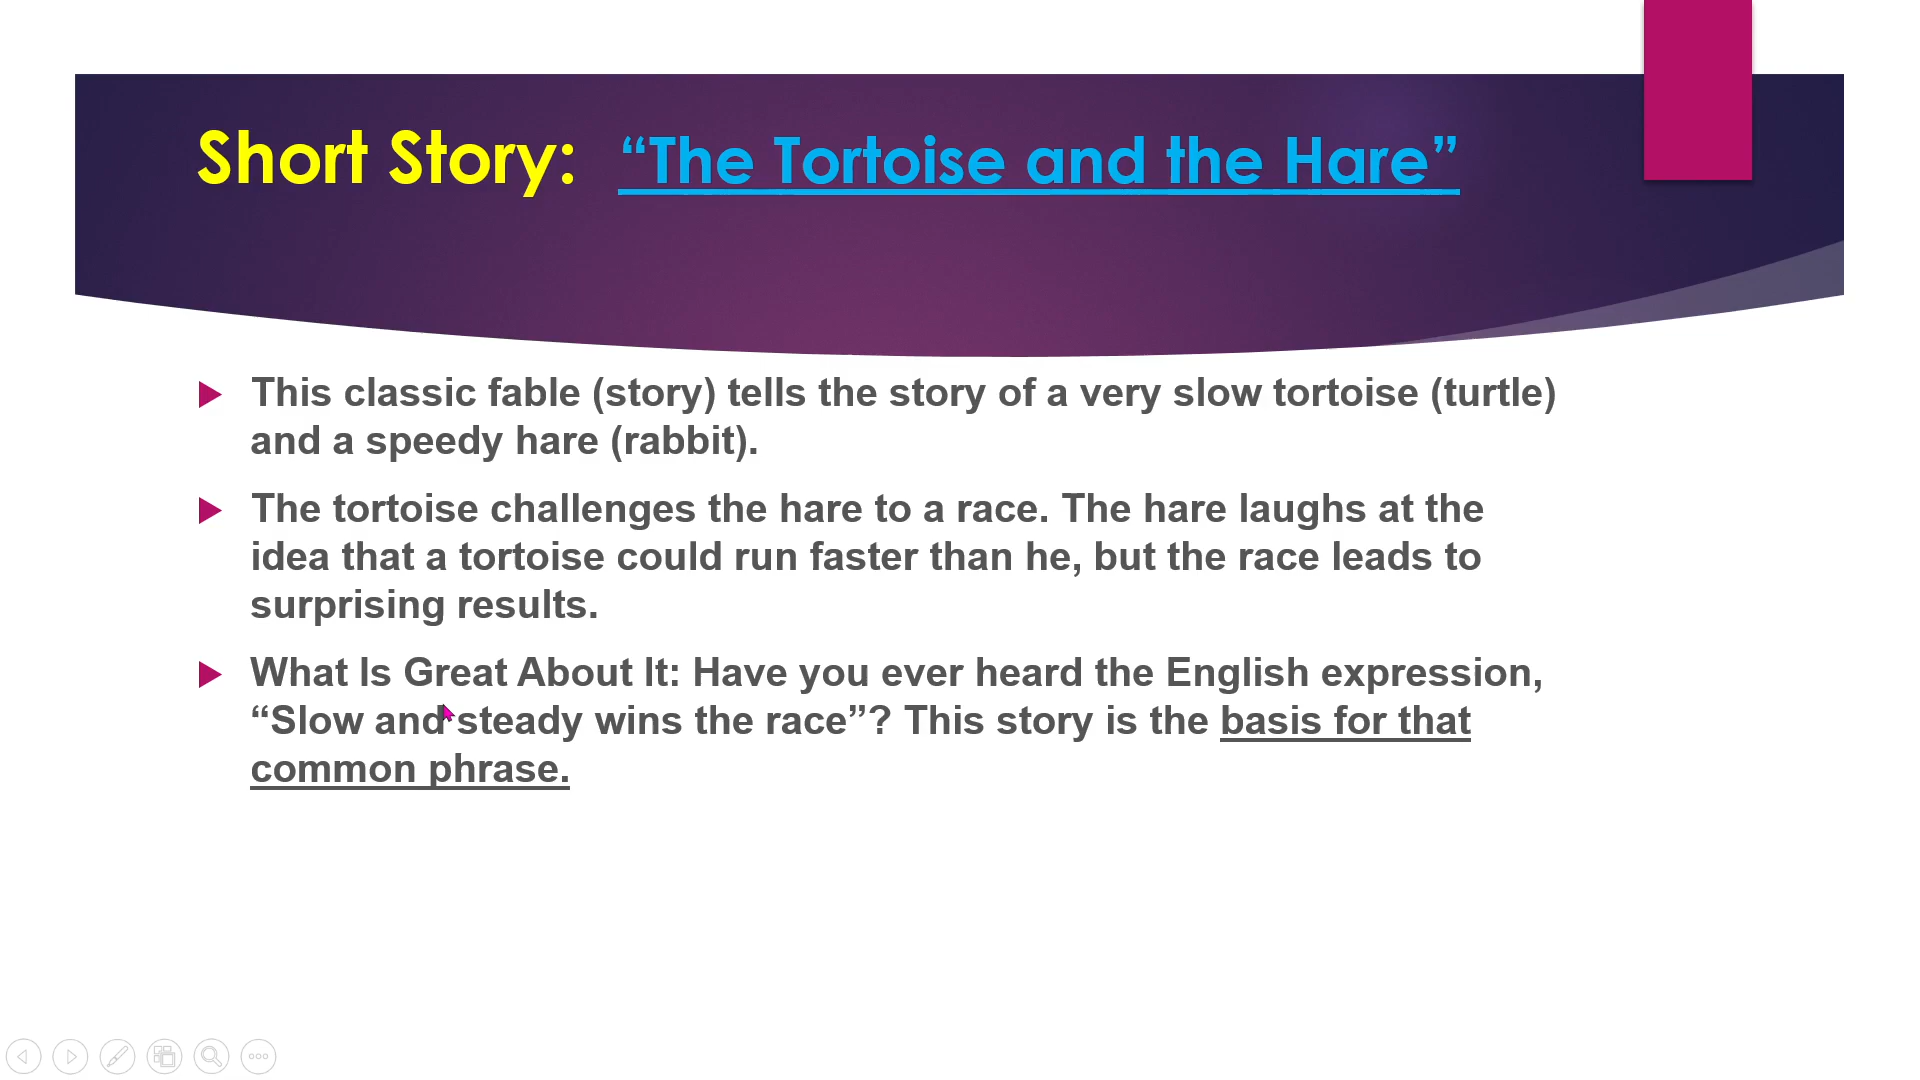 Short Story: “The Tortoise and the Hare”
This classic fable (story) tells the story of a very slow tortoise (turtle)
and a speedy hare (rabbit).
The tortoise challenges the hare to a race. The hare laughs at the
idea that a tortoise could run faster than he, but the race leads to
surprising results.
What Is Great About It: Have you ever heard the English expression,
“Slow and steady wins the race”? This story is the basis for that
common phrase.